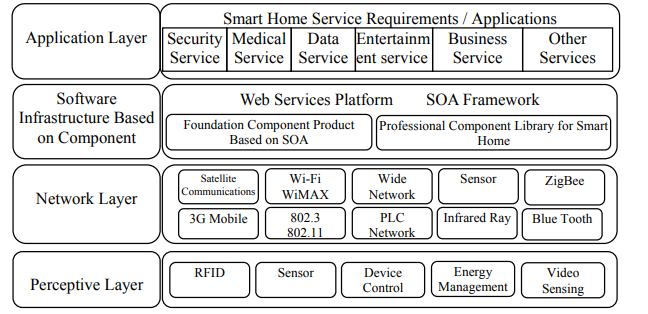 Application Layer
Smart Home Service Requirements / Applications
Security
Service
Medical
Service
Data
Service
Entertainm
ent service
Business
Service
Other
Services
Software
Infrastructure Based
on Component
Web Services Platform SOA Framework
Foundation Component Product
Based on SOA
Professional Component Library for Smart
Home
Network Layer
Satellite
Communications
Wi-Fi
WiMAX
Wide
Network
Sensor
ZigBee
3G Mobile
802.3
802.11
PLC
Network
Infrared Ray
Blue Tooth
Perceptive Layer
RFID
Sensor
Device
Control
Energy
Management
Video
Sensing